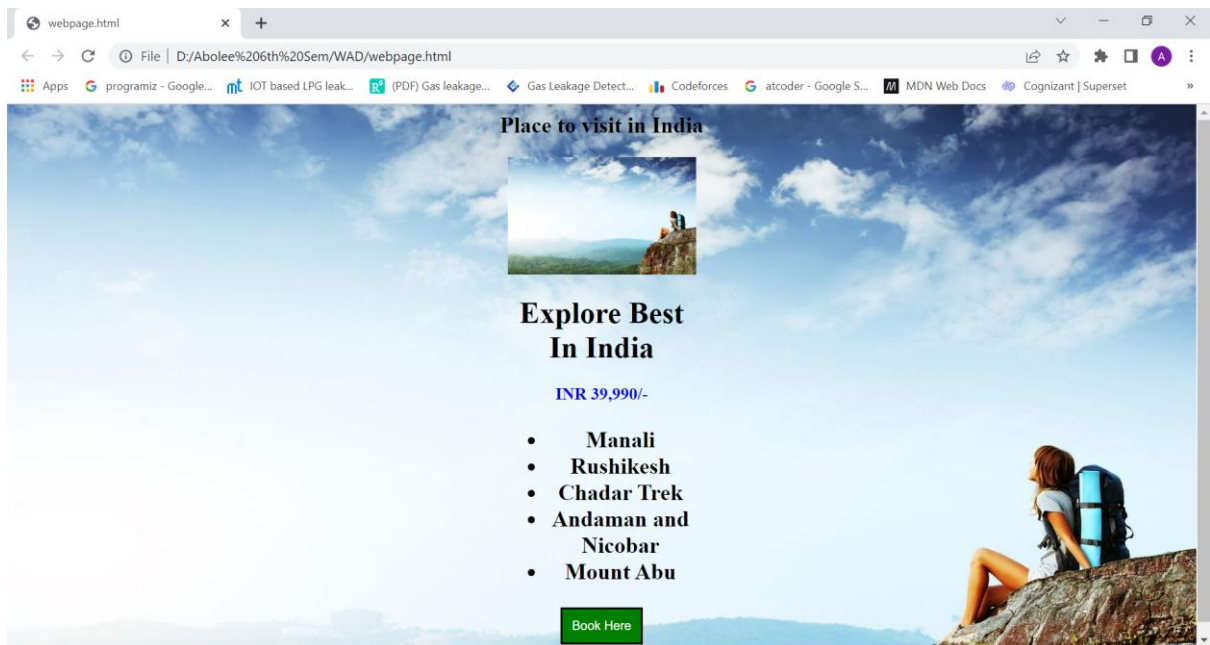 webpage.html
File | D:/Abolee%206th%20Sem/WAD/webpage.html
A
Apps
programiz - Google...
mt IOT based LPG leak...
R⁶ (PDF) Gas leakage...
Gas Leakage Detect...
Codeforces
G atcoder - Google S...
M MDN Web Docs
Cognizant | Superset
»
Place to visit in India
Explore Best
In India
INR 39,990/-
• Manali
• Rushikesh
• Chadar Trek
• Andaman and
Nicobar
• Mount Abu
Book Here